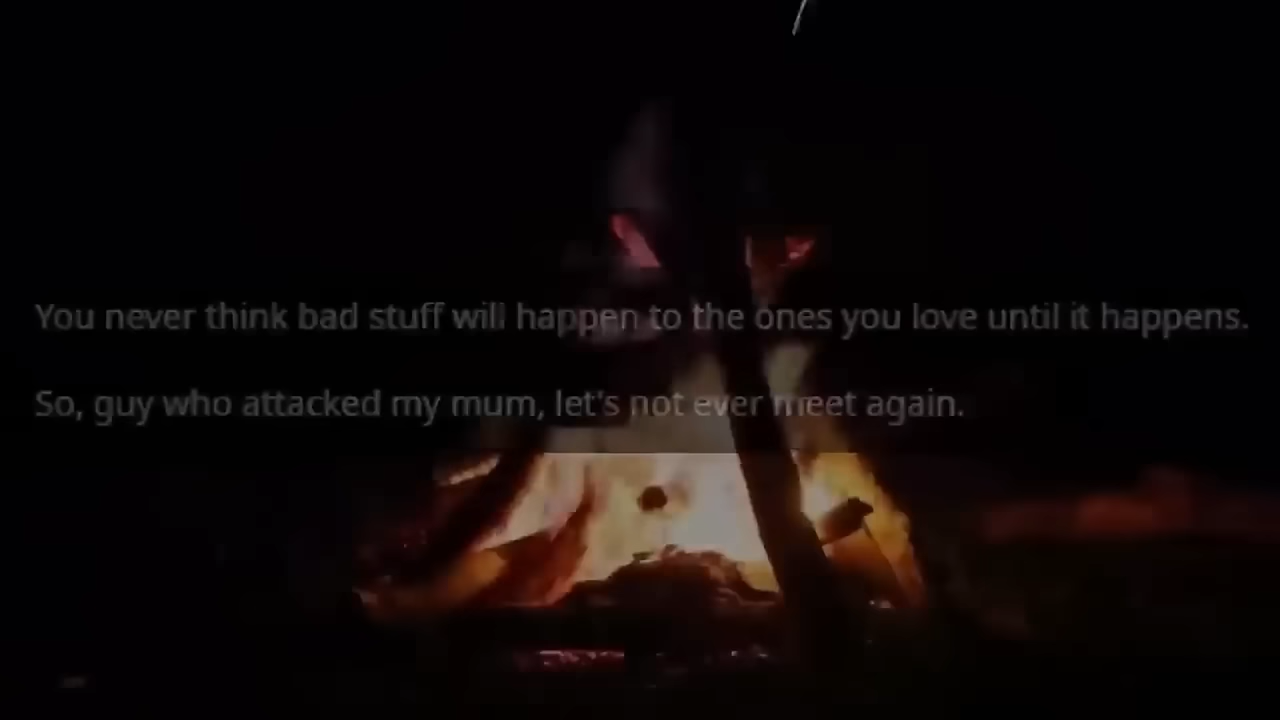 You never think bad stuff will happen to the ones you love until it happens.
So, guy who attacked my mum, let's not ever meet again.